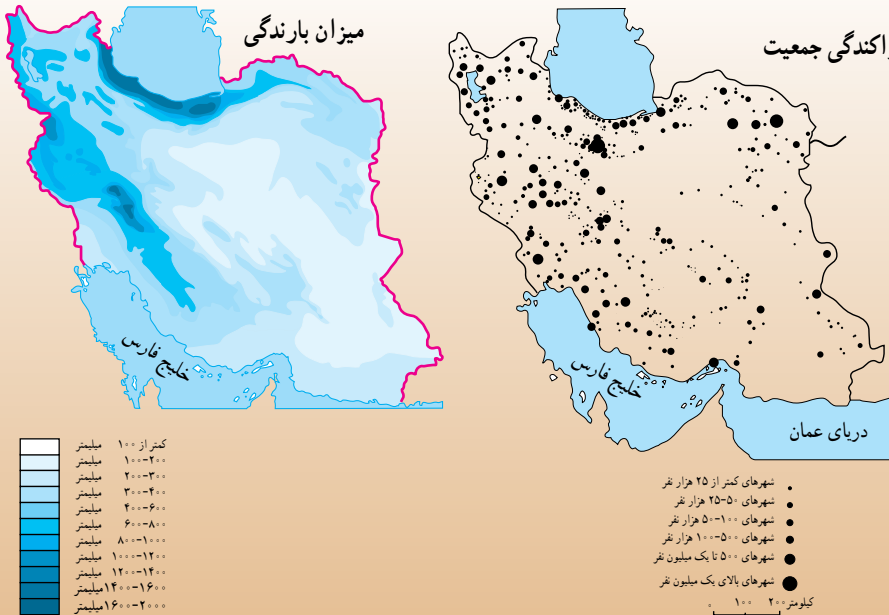 میزان بارندگی
خلیج فارس
کمتر از ۱۰۰ میلیمتر
۱۰۰-۲۰۰ میلیمتر
۲۰۰-۳۰۰ میلیمتر
۳۰۰-۴۰۰ میلیمتر
۴۰۰-۶۰۰ میلیمتر
۶۰۰-۸۰۰ میلیمتر
۸۰۰-۱۰۰۰ میلیمتر
۱۰۰۰-۱۲۰۰ میلیمتر
۱۲۰۰-۱۴۰۰ میلیمتر
۱۴۰۰-۱۶۰۰ میلیمتر
۱۶۰۰-۲۰۰۰ میلیمتر
راکندگی جمعیت
خلیج فارس
دریای عمان
شهرهای کمتر از ۲۵ هزار نفر
شهرهای ۵۰-۲۵ هزار نفر
شهرهای ۱۰۰-۵۰ هزار نفر
شهرهای ۵۰۰-۱۰۰ هزار نفر
شهرهای ۵۰۰ تا یک میلیون نفر
شهرهای بالای یک میلیون نفر
۰ ۱۰۰ ۲۰۰ کیلومتر